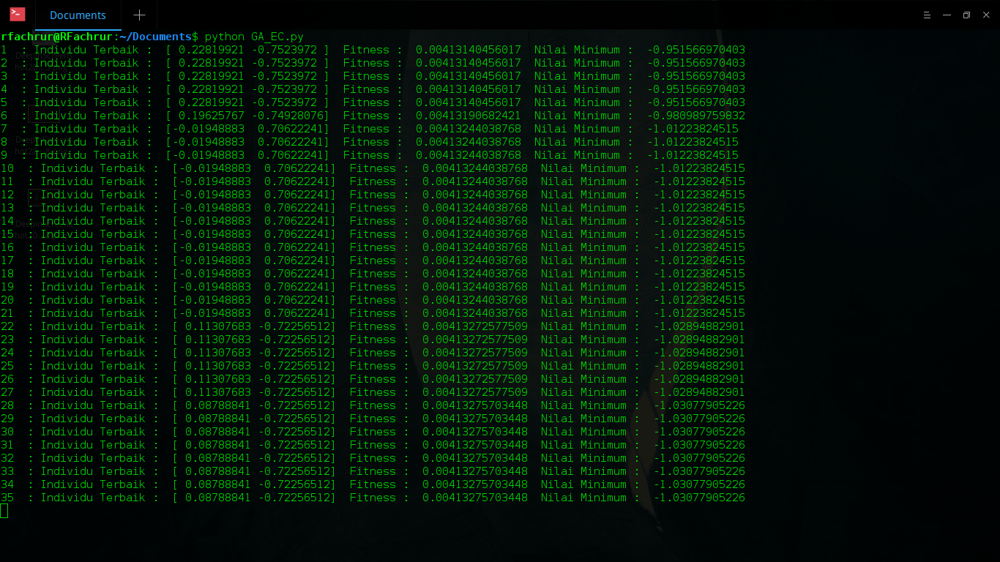 Documents
rfachrur@RFachrur:~/Documents$ python GA_EC.py
1  : Individu Terbaik :  [ 0.22819921 -0.7523972 ]  Fitness :  0.00413140456017  Nilai Minimum :  -0.951566970403
2  : Individu Terbaik :  [ 0.22819921 -0.7523972 ]  Fitness :  0.00413140456017  Nilai Minimum :  -0.951566970403
3  : Individu Terbaik :  [ 0.22819921 -0.7523972 ]  Fitness :  0.00413140456017  Nilai Minimum :  -0.951566970403
4  : Individu Terbaik :  [ 0.22819921 -0.7523972 ]  Fitness :  0.00413140456017  Nilai Minimum :  -0.951566970403
5  : Individu Terbaik :  [ 0.22819921 -0.7523972 ]  Fitness :  0.00413140456017  Nilai Minimum :  -0.951566970403
6  : Individu Terbaik :  [ 0.19625767 -0.74928076]  Fitness :  0.00413190682421  Nilai Minimum :  -0.980989759832
7  : Individu Terbaik :  [-0.01948883  0.70622241]  Fitness :  0.00413244038768  Nilai Minimum :  -1.01223824515
8  : Individu Terbaik :  [-0.01948883  0.70622241]  Fitness :  0.00413244038768  Nilai Minimum :  -1.01223824515
9  : Individu Terbaik :  [-0.01948883  0.70622241]  Fitness :  0.00413244038768  Nilai Minimum :  -1.01223824515
10  : Individu Terbaik :  [-0.01948883  0.70622241]  Fitness :  0.00413244038768  Nilai Minimum :  -1.01223824515
11  : Individu Terbaik :  [-0.01948883  0.70622241]  Fitness :  0.00413244038768  Nilai Minimum :  -1.01223824515
12  : Individu Terbaik :  [-0.01948883  0.70622241]  Fitness :  0.00413244038768  Nilai Minimum :  -1.01223824515
13  : Individu Terbaik :  [-0.01948883  0.70622241]  Fitness :  0.00413244038768  Nilai Minimum :  -1.01223824515
14  : Individu Terbaik :  [-0.01948883  0.70622241]  Fitness :  0.00413244038768  Nilai Minimum :  -1.01223824515
15  : Individu Terbaik :  [-0.01948883  0.70622241]  Fitness :  0.00413244038768  Nilai Minimum :  -1.01223824515
16  : Individu Terbaik :  [-0.01948883  0.70622241]  Fitness :  0.00413244038768  Nilai Minimum :  -1.01223824515
17  : Individu Terbaik :  [-0.01948883  0.70622241]  Fitness :  0.00413244038768  Nilai Minimum :  -1.01223824515
18  : Individu Terbaik :  [-0.01948883  0.70622241]  Fitness :  0.00413244038768  Nilai Minimum :  -1.01223824515
19  : Individu Terbaik :  [-0.01948883  0.70622241]  Fitness :  0.00413244038768  Nilai Minimum :  -1.01223824515
20  : Individu Terbaik :  [-0.01948883  0.70622241]  Fitness :  0.00413244038768  Nilai Minimum :  -1.01223824515
21  : Individu Terbaik :  [-0.01948883  0.70622241]  Fitness :  0.00413244038768  Nilai Minimum :  -1.01223824515
22  : Individu Terbaik :  [ 0.11307683 -0.72256512]  Fitness :  0.00413272577509  Nilai Minimum :  -1.02894882901
23  : Individu Terbaik :  [ 0.11307683 -0.72256512]  Fitness :  0.00413272577509  Nilai Minimum :  -1.02894882901
24  : Individu Terbaik :  [ 0.11307683 -0.72256512]  Fitness :  0.00413272577509  Nilai Minimum :  -1.02894882901
25  : Individu Terbaik :  [ 0.11307683 -0.72256512]  Fitness :  0.00413272577509  Nilai Minimum :  -1.02894882901
26  : Individu Terbaik :  [ 0.11307683 -0.72256512]  Fitness :  0.00413272577509  Nilai Minimum :  -1.02894882901
27  : Individu Terbaik :  [ 0.11307683 -0.72256512]  Fitness :  0.00413272577509  Nilai Minimum :  -1.02894882901
28  : Individu Terbaik :  [ 0.08788841 -0.72256512]  Fitness :  0.00413275703448  Nilai Minimum :  -1.03077905226
29  : Individu Terbaik :  [ 0.08788841 -0.72256512]  Fitness :  0.00413275703448  Nilai Minimum :  -1.03077905226
30  : Individu Terbaik :  [ 0.08788841 -0.72256512]  Fitness :  0.00413275703448  Nilai Minimum :  -1.03077905226
31  : Individu Terbaik :  [ 0.08788841 -0.72256512]  Fitness :  0.00413275703448  Nilai Minimum :  -1.03077905226
32  : Individu Terbaik :  [ 0.08788841 -0.72256512]  Fitness :  0.00413275703448  Nilai Minimum :  -1.03077905226
33  : Individu Terbaik :  [ 0.08788841 -0.72256512]  Fitness :  0.00413275703448  Nilai Minimum :  -1.03077905226
34  : Individu Terbaik :  [ 0.08788841 -0.72256512]  Fitness :  0.00413275703448  Nilai Minimum :  -1.03077905226
35  : Individu Terbaik :  [ 0.08788841 -0.72256512]  Fitness :  0.00413275703448  Nilai Minimum :  -1.03077905226